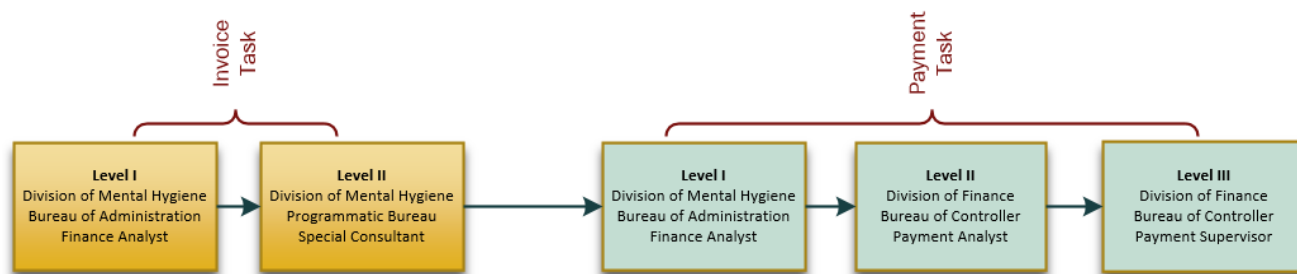 Invoice
Task
Payment
Task
Level I
Division of Mental Hygiene
Bureau of Administration
Finance Analyst
Level II
Division of Mental Hygiene
Programmatic Bureau
Special Consultant
Level I
Division of Mental Hygiene
Bureau of Administration
Finance Analyst
Level II
Division of Finance
Bureau of Controller
Payment Analyst
Level III
Division of Finance
Bureau of Controller
Payment Supervisor